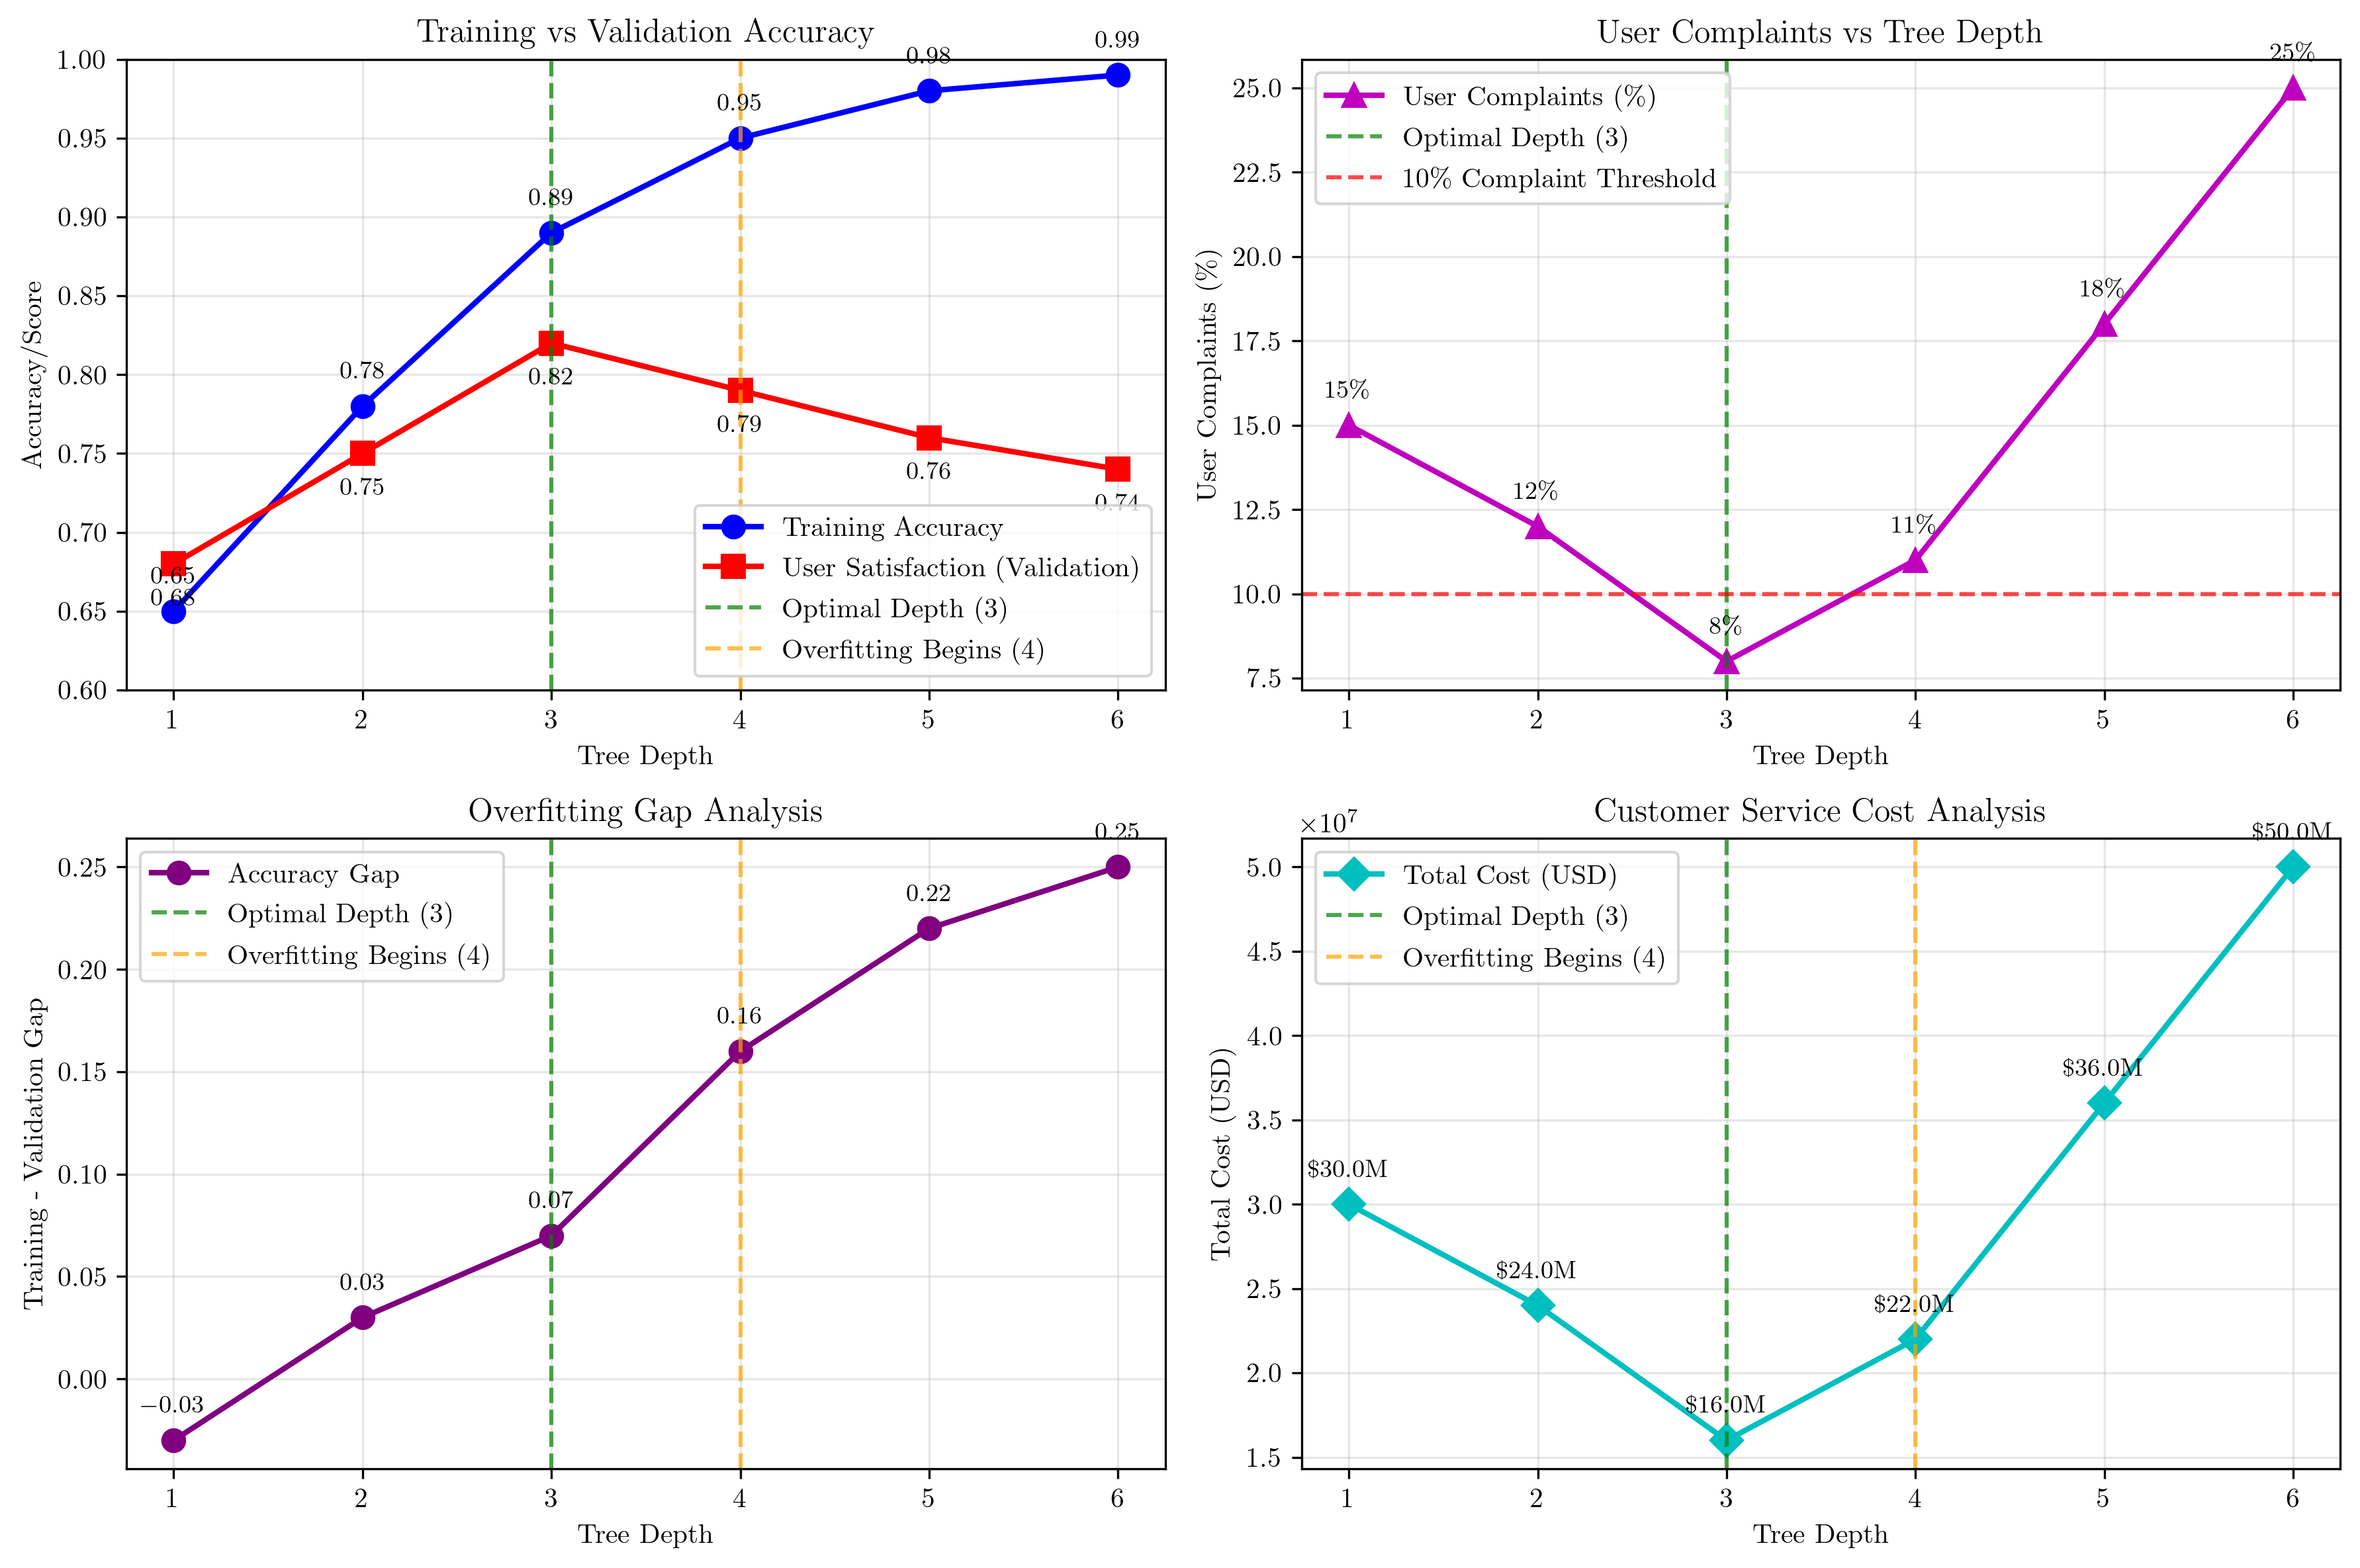 Training vs Validation Accuracy
0.99
0.98
0.95
0.89
0.78
0.82
0.79
0.75
0.76
0.74
0.65
0.68
1.00
0.95
0.90
0.85
0.80
0.75
0.70
0.65
0.60
Accuracy/Score
Training Accuracy
User Satisfaction (Validation)
Optimal Depth (3)
Overfitting Begins (4)
1 2 3 4 5 6
Tree Depth
User Complaints vs Tree Depth
25%
User Complaints (%)
Optimal Depth (3)
10% Complaint Threshold
25.0
22.5
20.0
17.5
15.0
12.5
10.0
7.5
User Complaints (%)
15%
12%
8%
11%
18%
1 2 3 4 5 6
Tree Depth
Overfitting Gap Analysis
0.25
Accuracy Gap
Optimal Depth (3)
Overfitting Begins (4)
0.25
0.20
0.15
0.10
0.05
0.00
Training - Validation Gap
−0.03
0.03
0.07
0.16
0.22
1 2 3 4 5 6
Tree Depth
Customer Service Cost Analysis
×10⁷
$50.0M
Total Cost (USD)
Optimal Depth (3)
Overfitting Begins (4)
5.0
4.5
4.0
3.5
3.0
2.5
2.0
1.5
Total Cost (USD)
$30.0M
$24.0M
$16.0M
$22.0M
$36.0M
1 2 3 4 5 6
Tree Depth